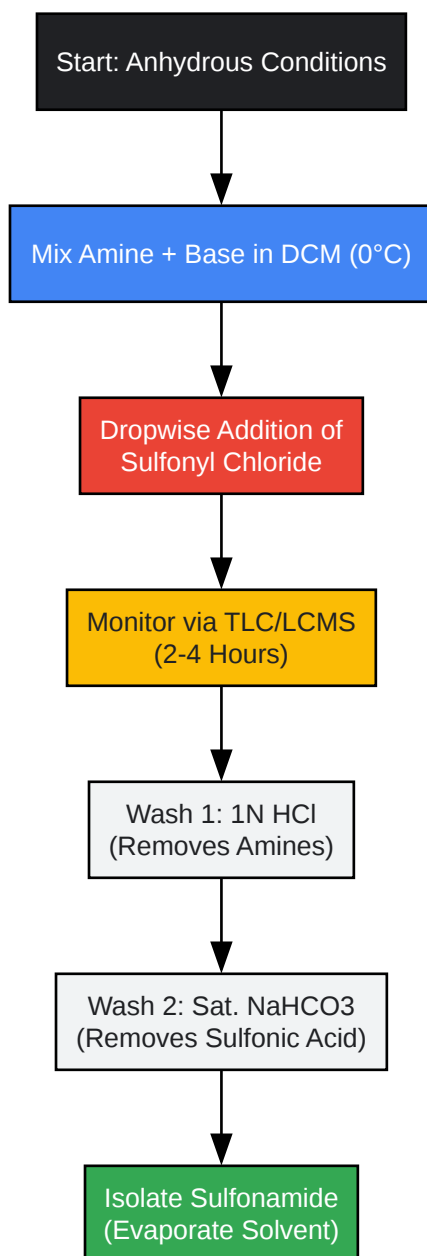 Start: Anhydrous Conditions
Mix Amine + Base in DCM (0°C)
Dropwise Addition of
Sulfonyl Chloride
Monitor via TLC/LCMS
(2-4 Hours)
Wash 1: 1N HCl
(Removes Amines)
Wash 2: Sat. NaHCO3
(Removes Sulfonic Acid)
Isolate Sulfonamide
(Evaporate Solvent)